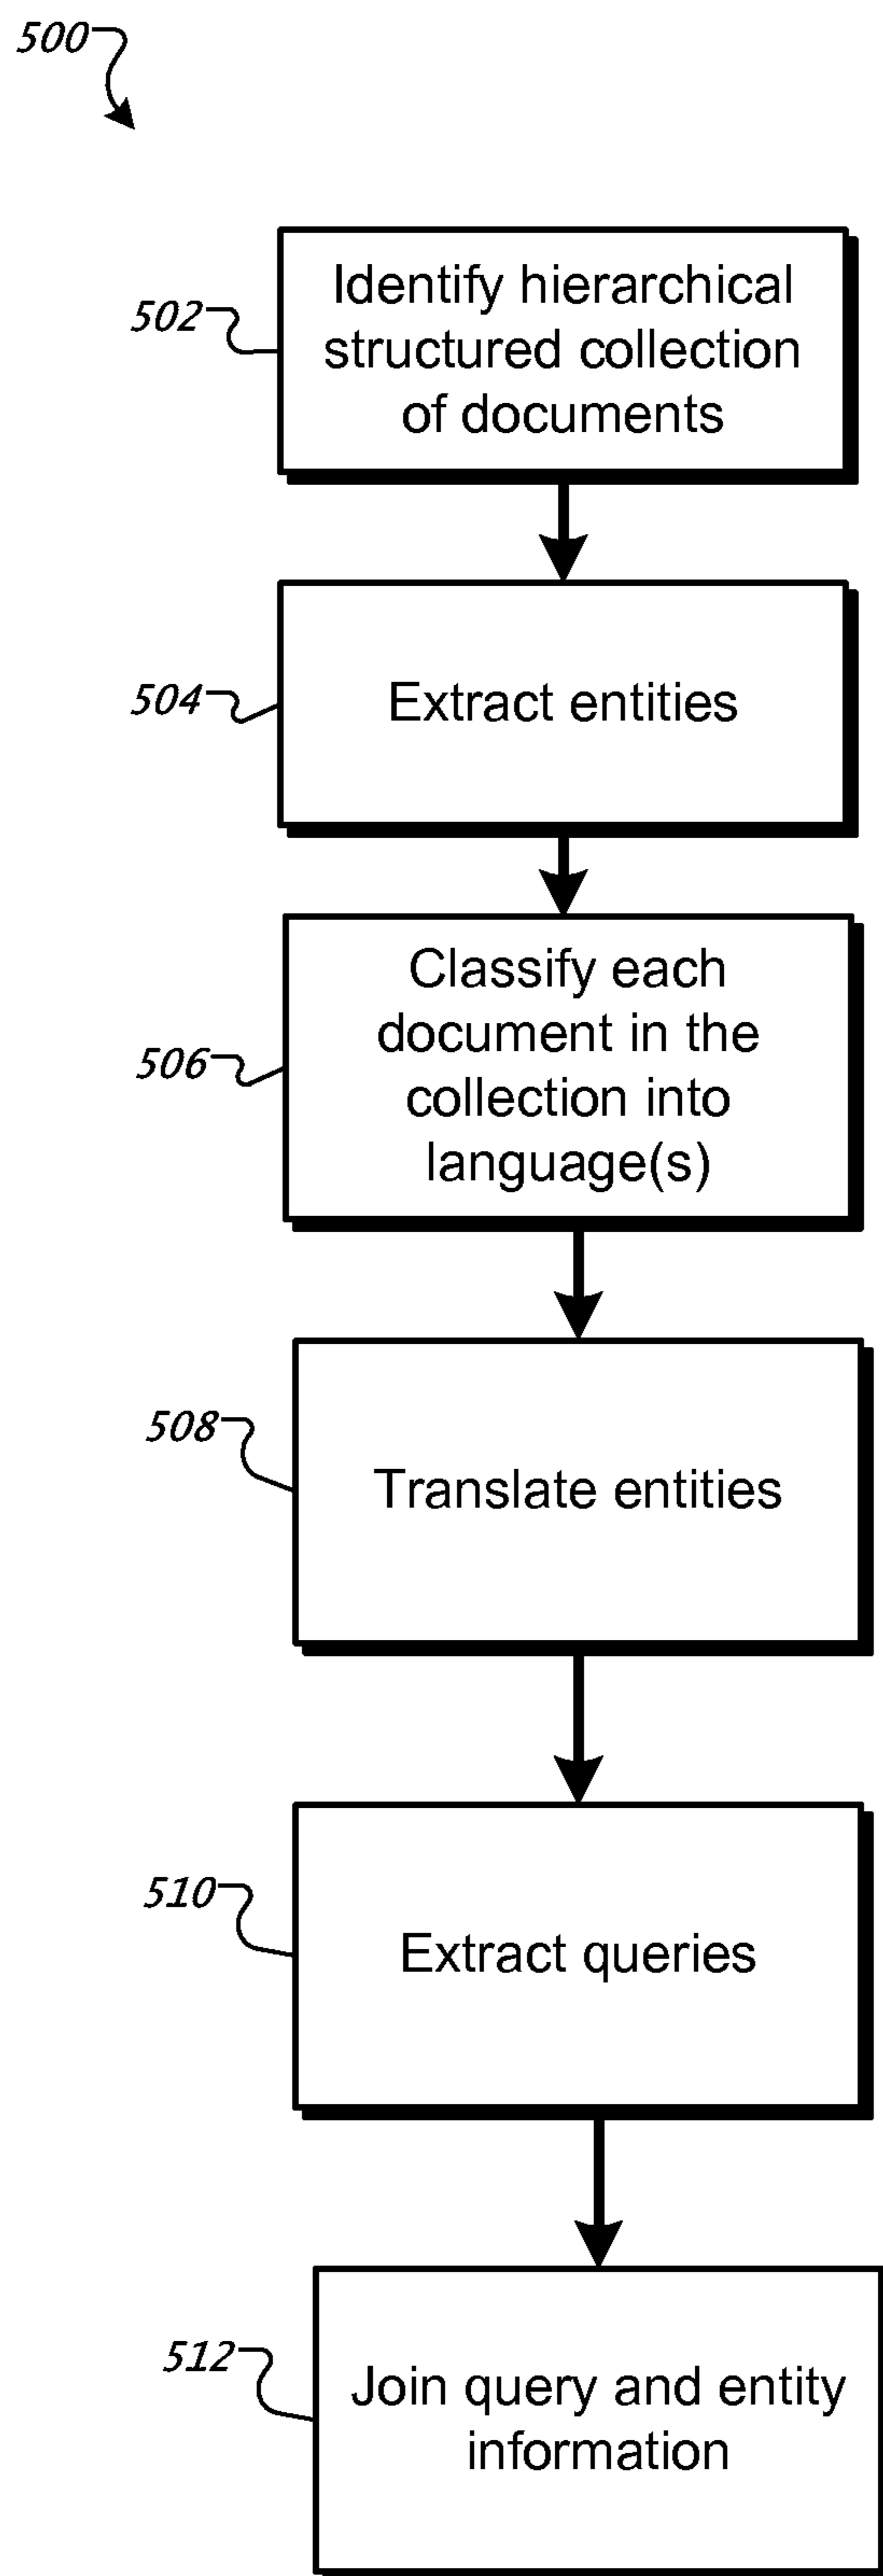 500
502
Identify hierarchical
structured collection
of documents
504
Extract entities
506
Classify each
document in the
collection into
language(s)
508
Translate entities
510
Extract queries
512
Join query and entity
information